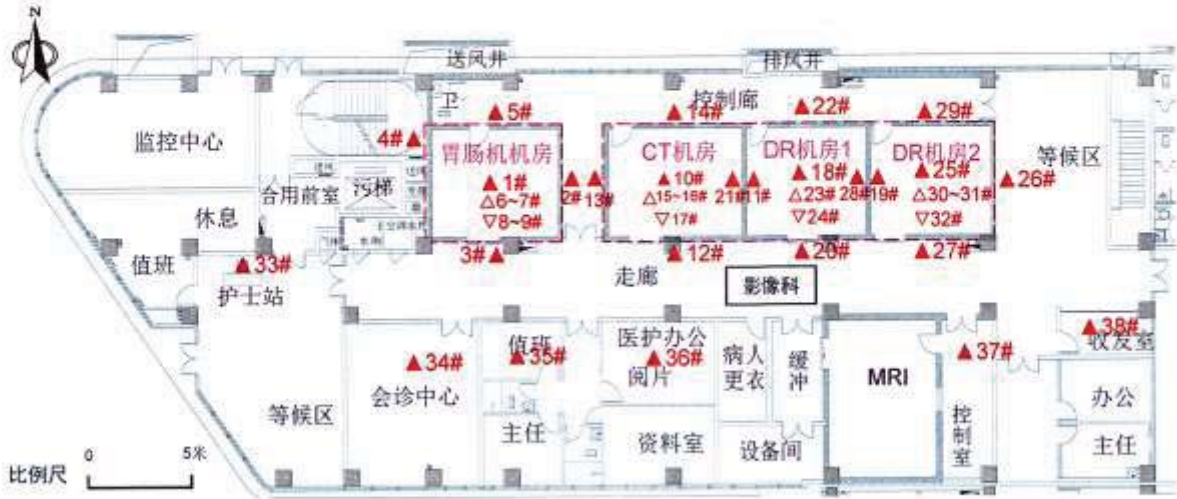 N
送风井
排风井
卫
控制廊
▲5#
▲14#
▲22#
▲29#
4#▲
监控中心
胃肠机机房
CT机房
DR机房1
DR机房2
等候区
合用前室
污梯
▲1#
△6~7#
▽8~9#
2#
13#
▲10#
△15~16#
▽17#
21#
11#
▲18#
△23#
▽24#
28#
19#
▲25#
△30~31#
▽32#
▲26#
休息
值班
▲33#
护士站
3#▲
▲12#
▲20#
▲27#
走廊
影像科
值班
▲35#
医护办公
阅片
▲36#
病人
更衣
缓冲
MRI
▲37#
▲38#
收发室
▲34#
会诊中心
等候区
主任
资料室
设备间
控制室
办公
主任
比例尺
0
5米